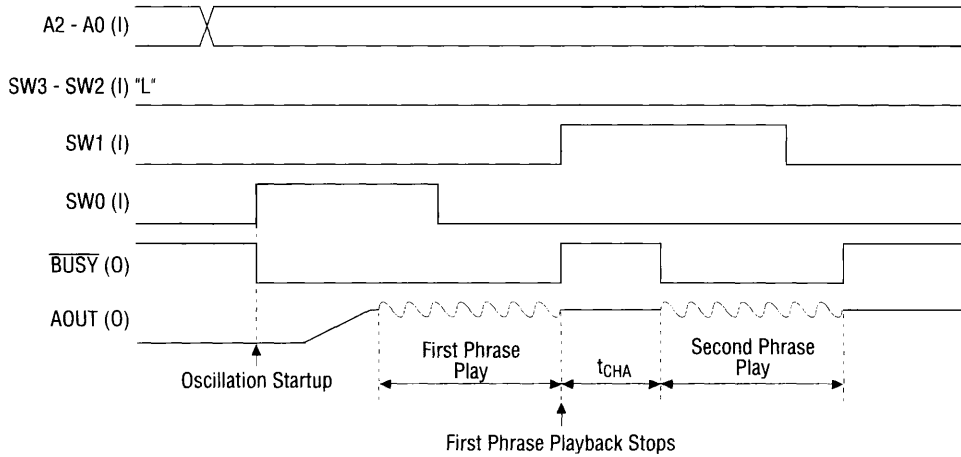 A2 - A0 (I)
SW3 - SW2 (I) "L"
SW1 (I)
SW0 (I)
BUSY (O)
AOUT (O)
First Phrase
Play
tCHA
Second Phrase
Play
Oscillation Startup
First Phrase Playback Stops